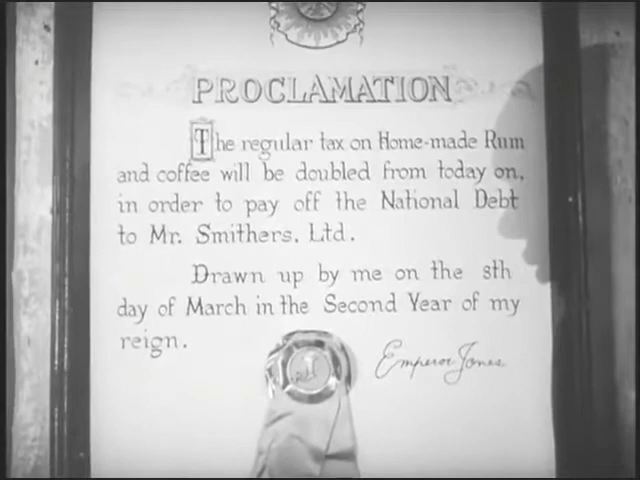 PROCLAMATION
The regular tax on Home-made Rum
and coffee will be doubled from today on,
in order to pay off the National Debt
to Mr. Smithers, Ltd.
Drawn up by me on the 8th
day of March in the Second Year of my
reign.
Emperor Jones